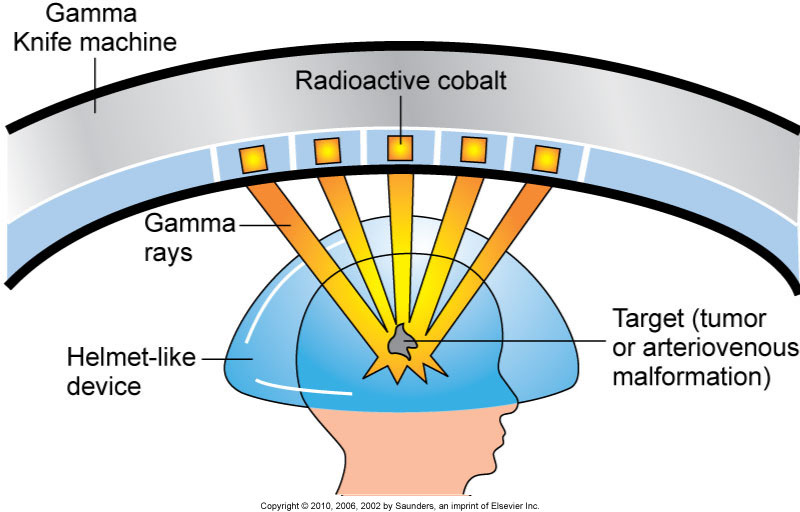 Gamma
Knife machine
Radioactive cobalt
Gamma
rays
Helmet-like
device
Target (tumor
or arteriovenous
malformation)
Copyright © 2010, 2006, 2002 by Saunders, an imprint of Elsevier Inc.